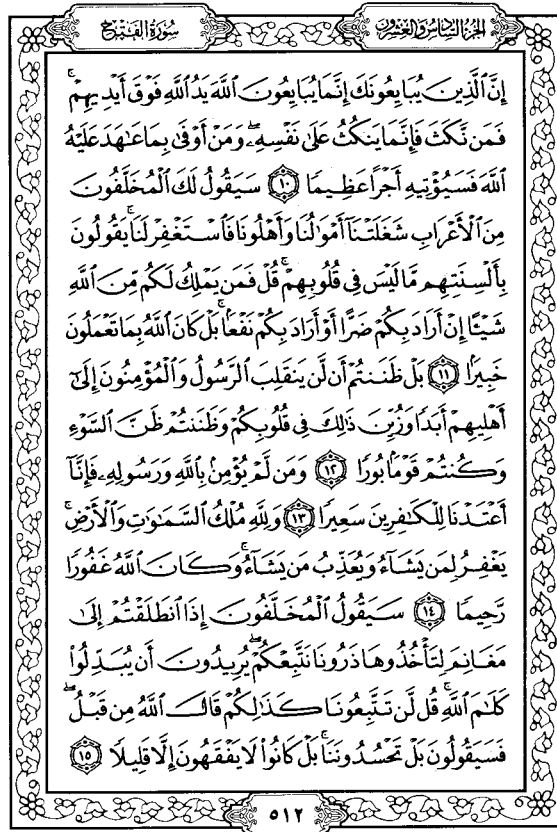 سُورَةُ الفَتْحِ
الجُزْءُ السَّادِسُ وَالعِشْرُونَ
إِنَّ ٱلَّذِينَ يُبَايِعُونَكَ إِنَّمَا يُبَايِعُونَ ٱللَّهَ يَدُ ٱللَّهِ فَوْقَ أَيْدِيهِمْۚ
فَمَن نَّكَثَ فَإِنَّمَا يَنكُثُ عَلَىٰ نَفْسِهِۦۖ وَمَنْ أَوْفَىٰ بِمَا عَٰهَدَ عَلَيْهُ
ٱللَّهَ فَسَيُؤْتِيهِ أَجْرًا عَظِيمًا ١٠ سَيَقُولُ لَكَ ٱلْمُخَلَّفُونَ
مِنَ ٱلْأَعْرَابِ شَغَلَتْنَآ أَمْوَٰلُنَا وَأَهْلُونَا فَٱسْتَغْفِرْ لَنَاۚ يَقُولُونَ
بِأَلْسِنَتِهِم مَّا لَيْسَ فِى قُلُوبِهِمْۚ قُلْ فَمَن يَمْلِكُ لَكُم مِّنَ ٱللَّهِ
شَيْـًٔا إِنْ أَرَادَ بِكُمْ ضَرًّا أَوْ أَرَادَ بِكُمْ نَفْعَۢاۚ بَلْ كَانَ ٱللَّهُ بِمَا تَعْمَلُونَ
خَبِيرًۢا ١١ بَلْ ظَنَنتُمْ أَن لَّن يَنقَلِبَ ٱلرَّسُولُ وَٱلْمُؤْمِنُونَ إِلَىٰٓ
أَهْلِيهِمْ أَبَدًا وَزُيِّنَ ذَٰلِكَ فِى قُلُوبِكُمْ وَظَنَنتُمْ ظَنَّ ٱلسَّوْءِ
وَكُنتُمْ قَوْمَۢا بُورًا ١٢ وَمَن لَّمْ يُؤْمِنۢ بِٱللَّهِ وَرَسُولِهِۦ فَإِنَّآ
أَعْتَدْنَا لِلْكَٰفِرِينَ سَعِيرًا ١٣ وَلِلَّهِ مُلْكُ ٱلسَّمَٰوَٰتِ وَٱلْأَرْضِۚ
يَغْفِرُ لِمَن يَشَآءُ وَيُعَذِّبُ مَن يَشَآءُۚ وَكَانَ ٱللَّهُ غَفُورًا
رَّحِيمًا ١٤ سَيَقُولُ ٱلْمُخَلَّفُونَ إِذَا ٱنطَلَقْتُمْ إِلَىٰ
مَغَانِمَ لِتَأْخُذُوهَا ذَرُونَا نَتَّبِعْكُمْۖ يُرِيدُونَ أَن يُبَدِّلُوا۟
كَلَٰمَ ٱللَّهِۚ قُل لَّن تَتَّبِعُونَا كَذَٰلِكُمْ قَالَ ٱللَّهُ مِن قَبْلُۖ
فَسَيَقُولُونَ بَلْ تَحْسُدُونَنَاۚ بَلْ كَانُوا۟ لَا يَفْقَهُونَ إِلَّا قَلِيلًا ١٥
٥١٢